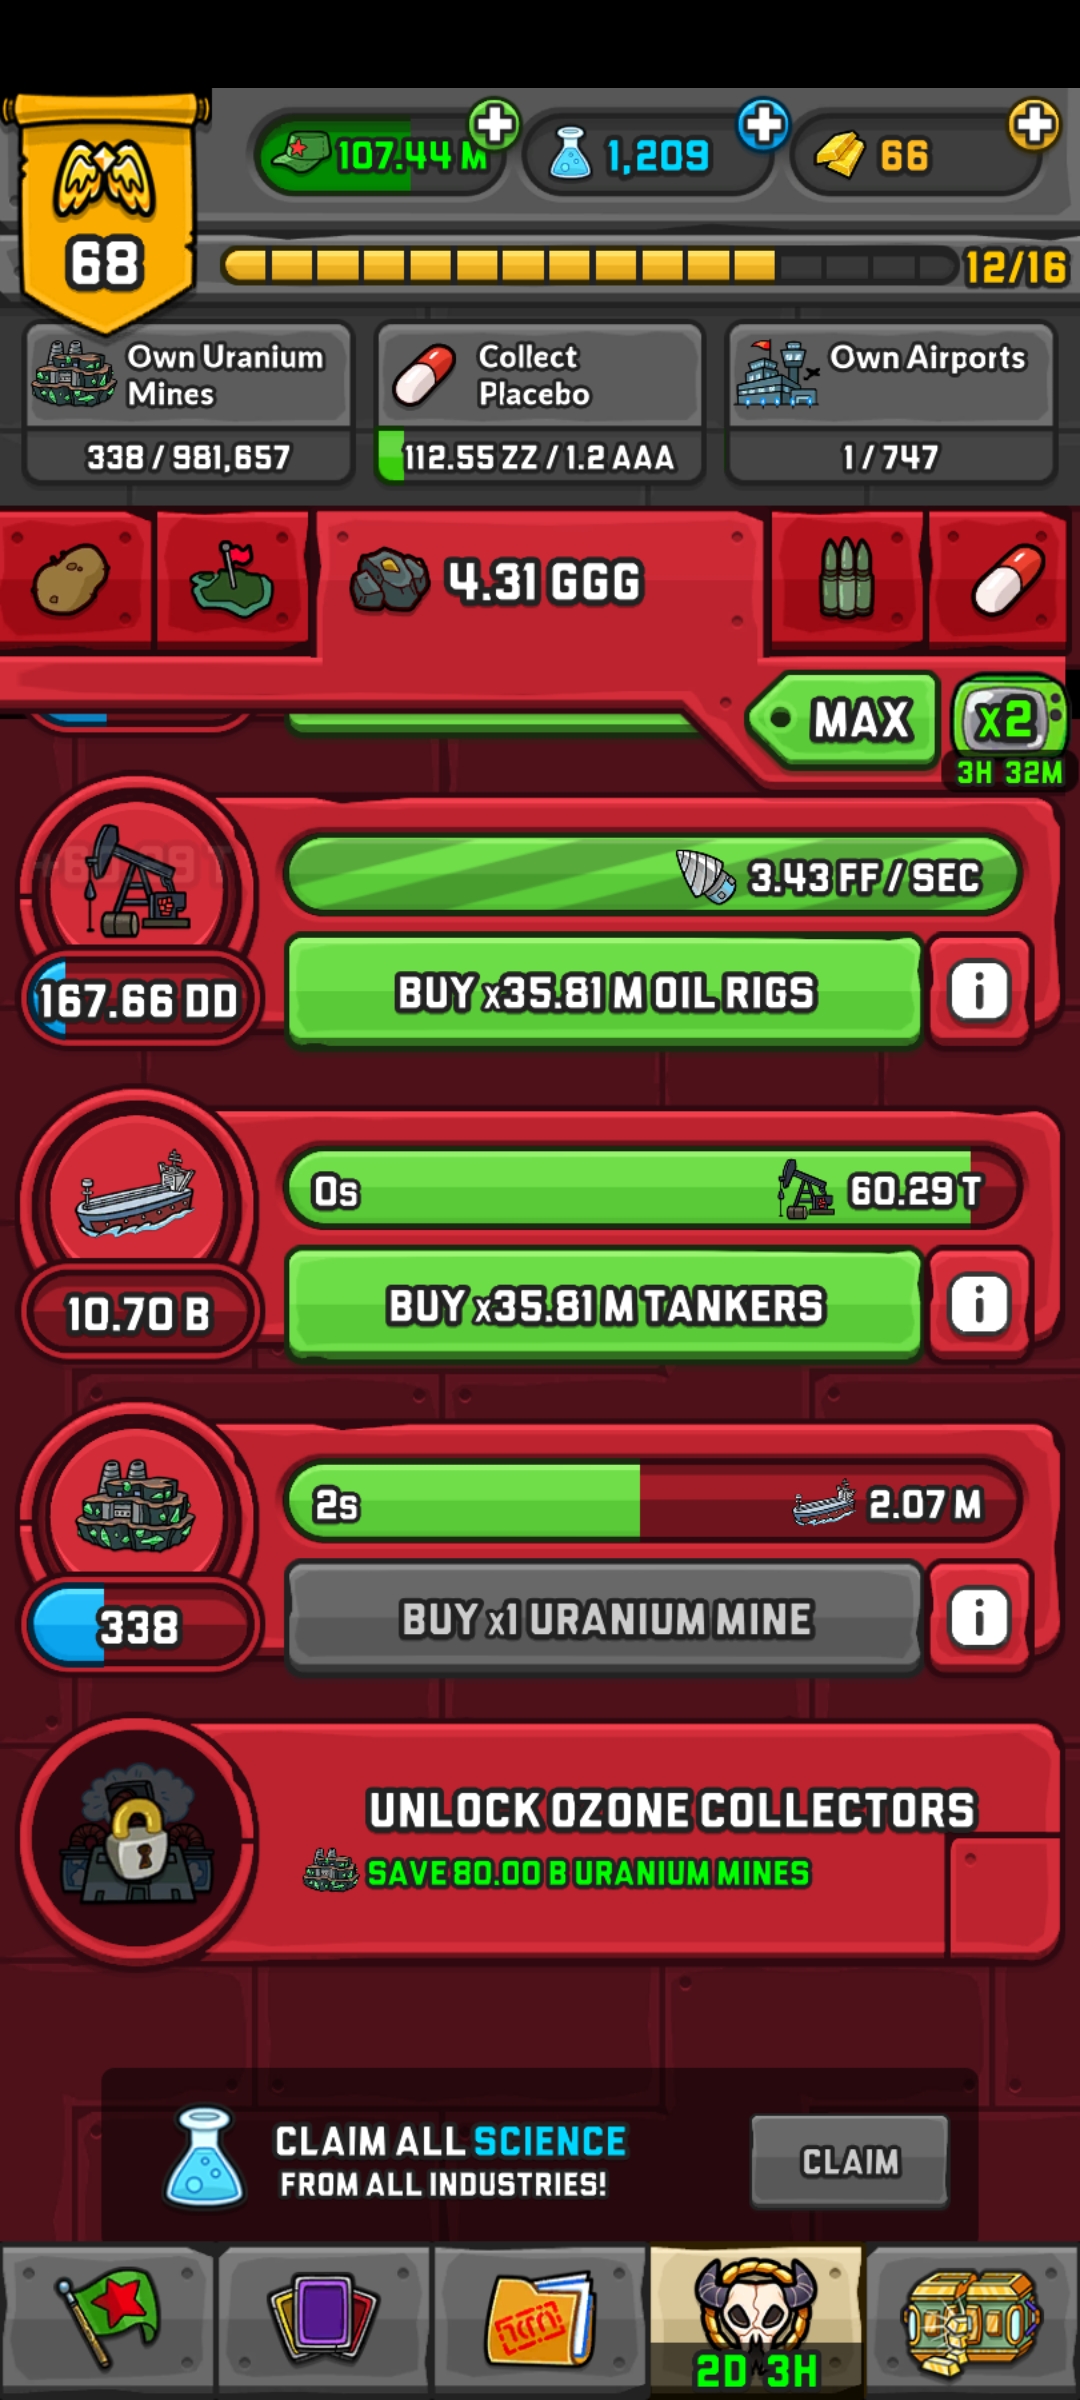 107.44 M
1,209
66
68
12/16
Own Uranium
Mines
338 / 981,657
Collect
Placebo
112.55 ZZ / 1.2 AAA
Own Airports
1 / 747
4.31 GGG
MAX
x2
3H 32M
3.43 FF / SEC
167.66 DD
BUY x35.81 M OIL RIGS
i
0s
60.29 T
10.70 B
BUY x35.81 M TANKERS
i
2s
2.07 M
338
BUY x1 URANIUM MINE
i
UNLOCK OZONE COLLECTORS
SAVE 80.00 B URANIUM MINES
CLAIM ALL SCIENCE
FROM ALL INDUSTRIES!
CLAIM
2D 3H